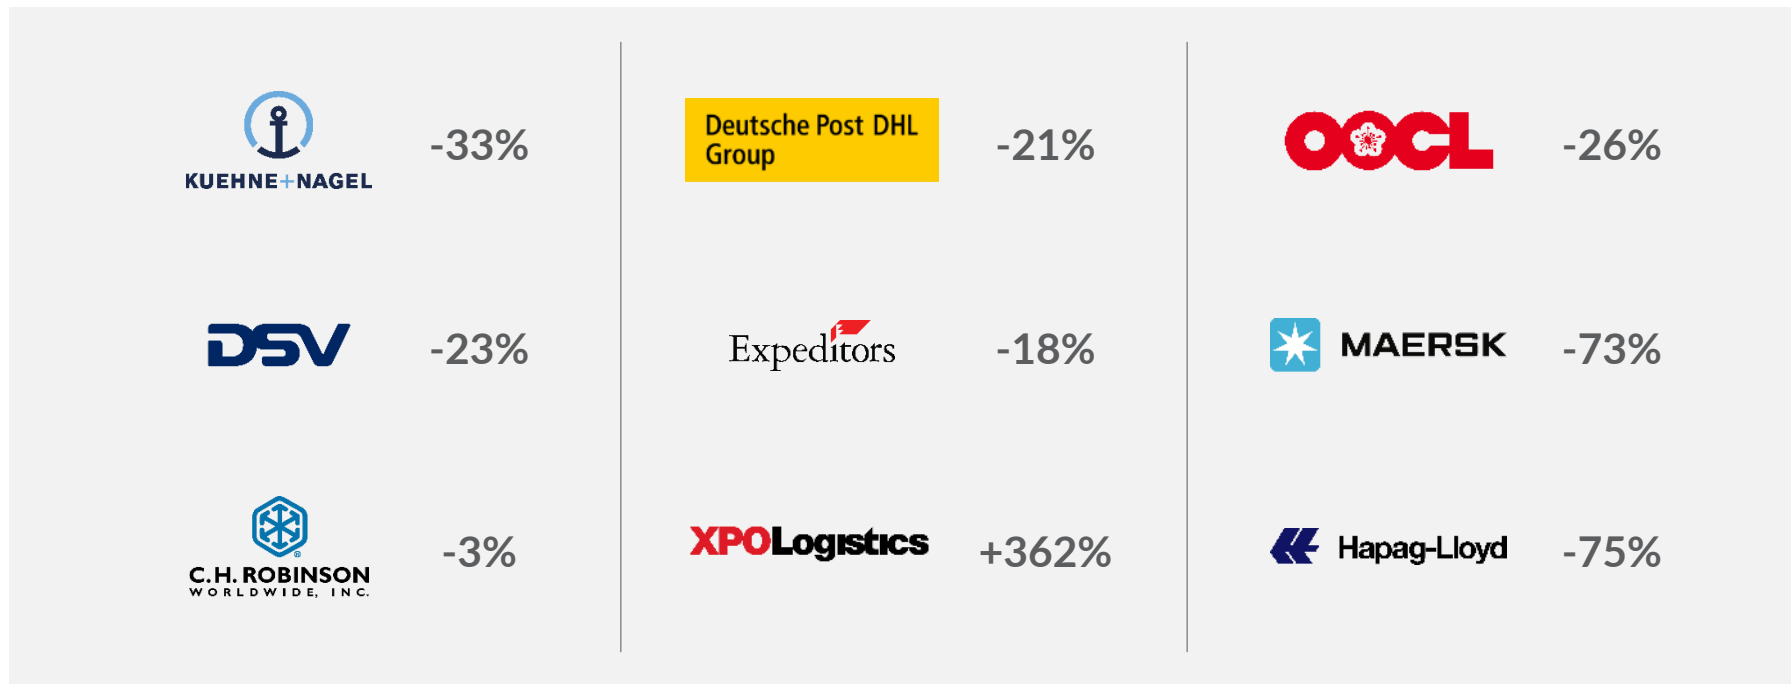 KUEHNE+NAGEL
-33%
Deutsche Post DHL
Group
-21%
OOCL
-26%
DSV
-23%
Expeditors
-18%
MAERSK
-73%
C.H. ROBINSON
WORLDWIDE, INC.
-3%
XPOLogistics
+362%
Hapag-Lloyd
-75%